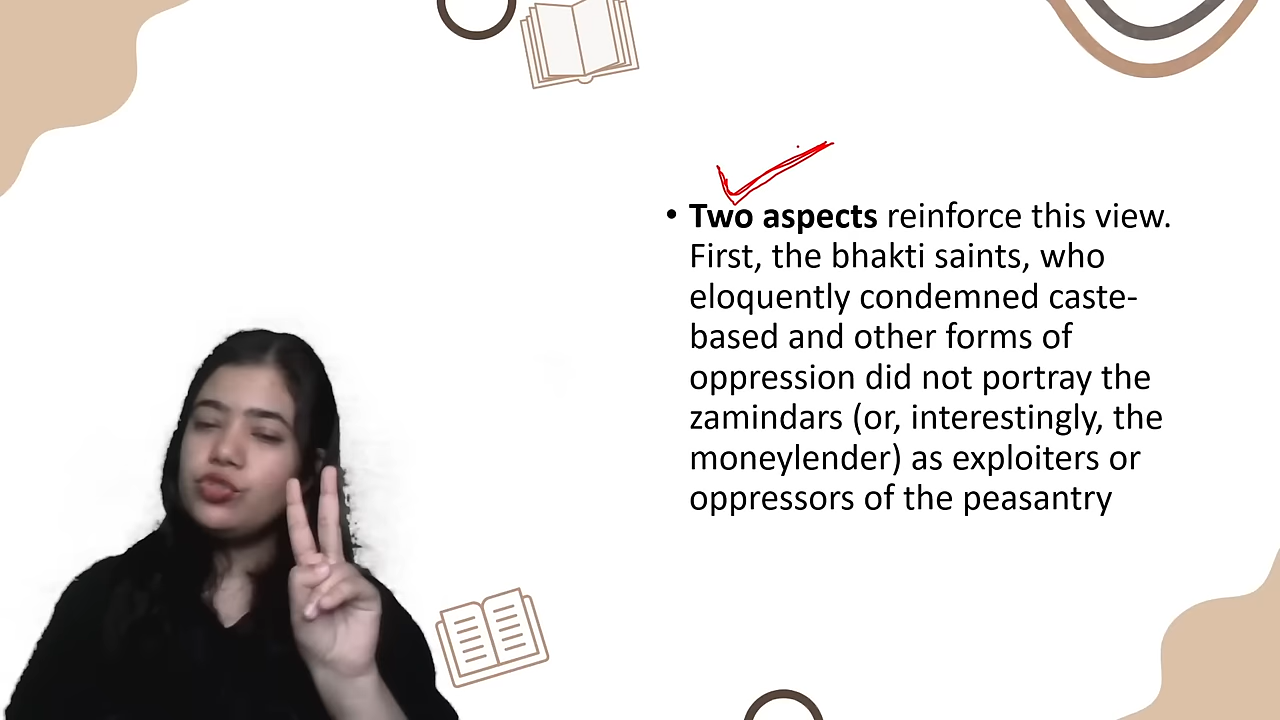 • Two aspects reinforce this view.
First, the bhakti saints, who
eloquently condemned caste-
based and other forms of
oppression did not portray the
zamindars (or, interestingly, the
moneylender) as exploiters or
oppressors of the peasantry